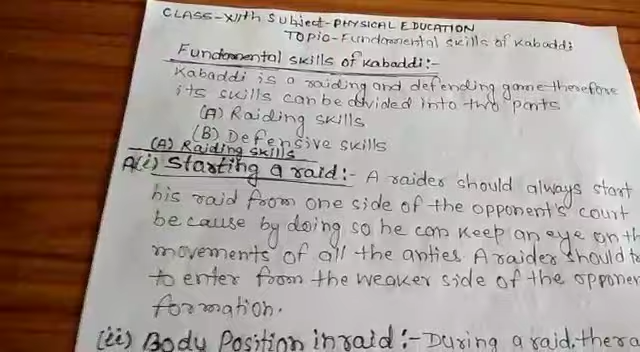 CLASS-XIIth Subject-PHYSICAL EDUCATION
TOPIC-Fundamental skills of Kabaddi
Fundamental skills of Kabaddi:-
Kabaddi is a raiding and defending game therefore
its skills can be divided into two parts
(A) Raiding skills
(B) Defensive skills
(A) Raiding skills
A(i) Starting a raid:- A raider should always start
his raid from one side of the opponent's court
because by doing so he can keep an eye on th
movements of all the anties. A raider should t
to enter from the weaker side of the opponen
formation.
(ii) Body Position in raid:- During a raid, there